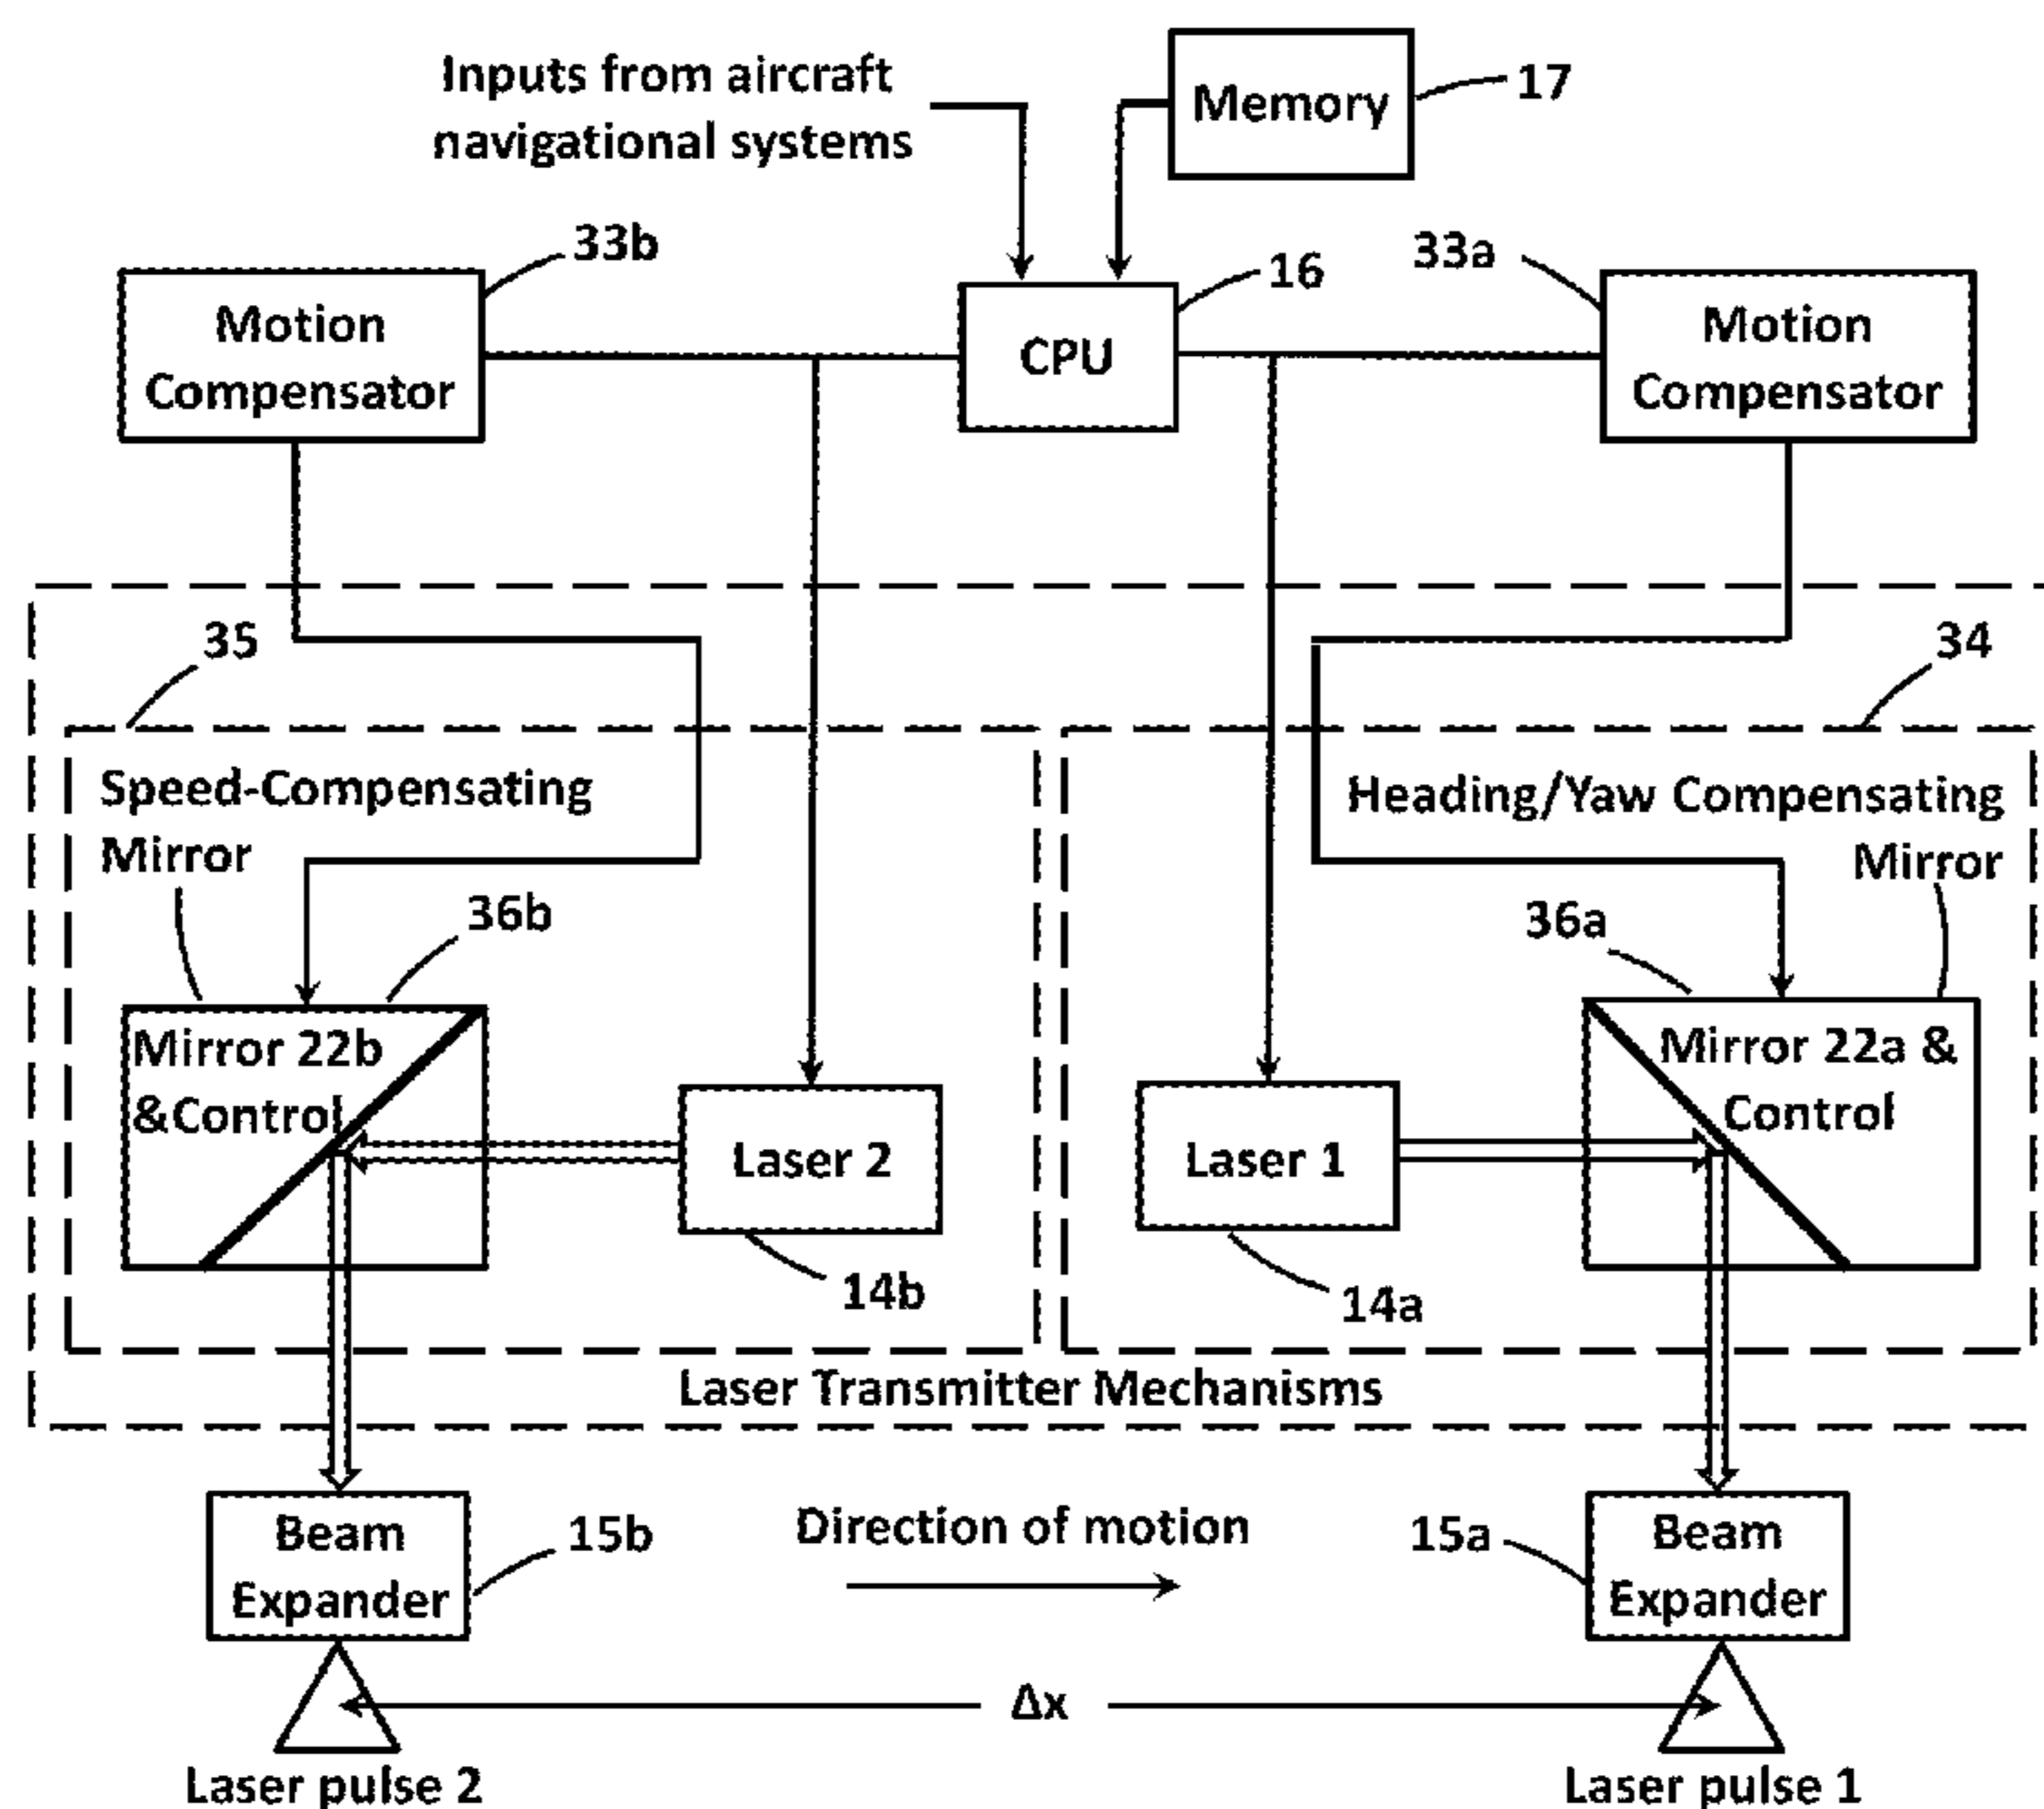 Inputs from aircraft
navigational systems
Memory
17
33b
16
33a
Motion
Compensator
CPU
Motion
Compensator
35
34
Speed-Compensating
Mirror
Heading/Yaw Compensating
Mirror
36b
36a
Mirror 22b
&Control
Mirror 22a &
Control
Laser 2
Laser 1
14b
14a
Laser Transmitter Mechanisms
Beam
Expander
15b
Direction of motion
15a
Beam
Expander
Δx
Laser pulse 2
Laser pulse 1